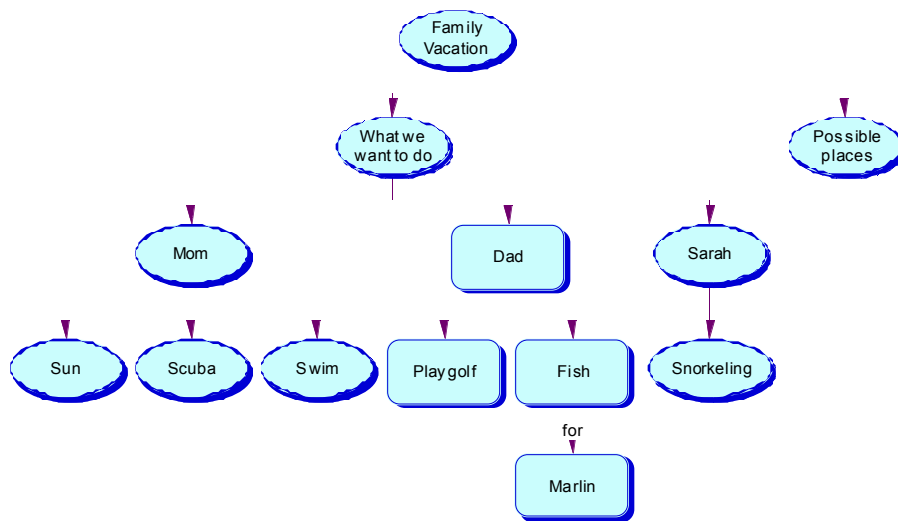 Family
Vacation
What we
want to do
Possible
places
Mom
Dad
Sarah
Sun
Scuba
Swim
Play golf
Fish
Snorkeling
for
Marlin